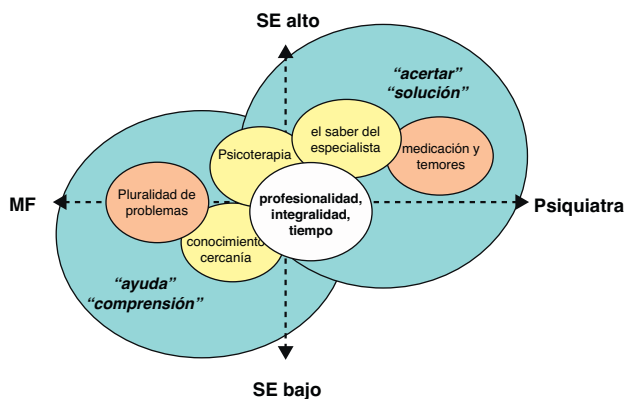 SE alto
“acertar”
“solución”
el saber del
especialista
Psicoterapia
medicación y
temores
Pluralidad de
problemas
MF
profesionalidad,
integralidad,
tiempo
Psiquiatra
conocimiento
cercanía
“ayuda”
“comprensión”
SE bajo